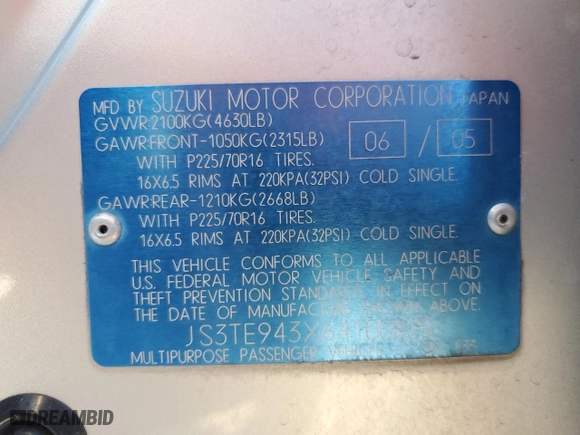 MFD BY SUZUKI MOTOR CORPORATION JAPAN
GVWR:2100KG(4630LB)
GAWR:FRONT-1050KG(2315LB) 06 / 05
WITH P225/70R16 TIRES.
16X6.5 RIMS AT 220KPA(32PSI) COLD SINGLE.
GAWR:REAR-1210KG(2668LB)
WITH P225/70R16 TIRES.
16X6.5 RIMS AT 220KPA(32PSI) COLD SINGLE.
THIS VEHICLE CONFORMS TO ALL APPLICABLE
U.S. FEDERAL MOTOR VEHICLE SAFETY AND
THEFT PREVENTION STANDARDS IN EFFECT ON
THE DATE OF MANUFACTURE SHOWN ABOVE.
MULTIPURPOSE PASSENGER
DREAMBID